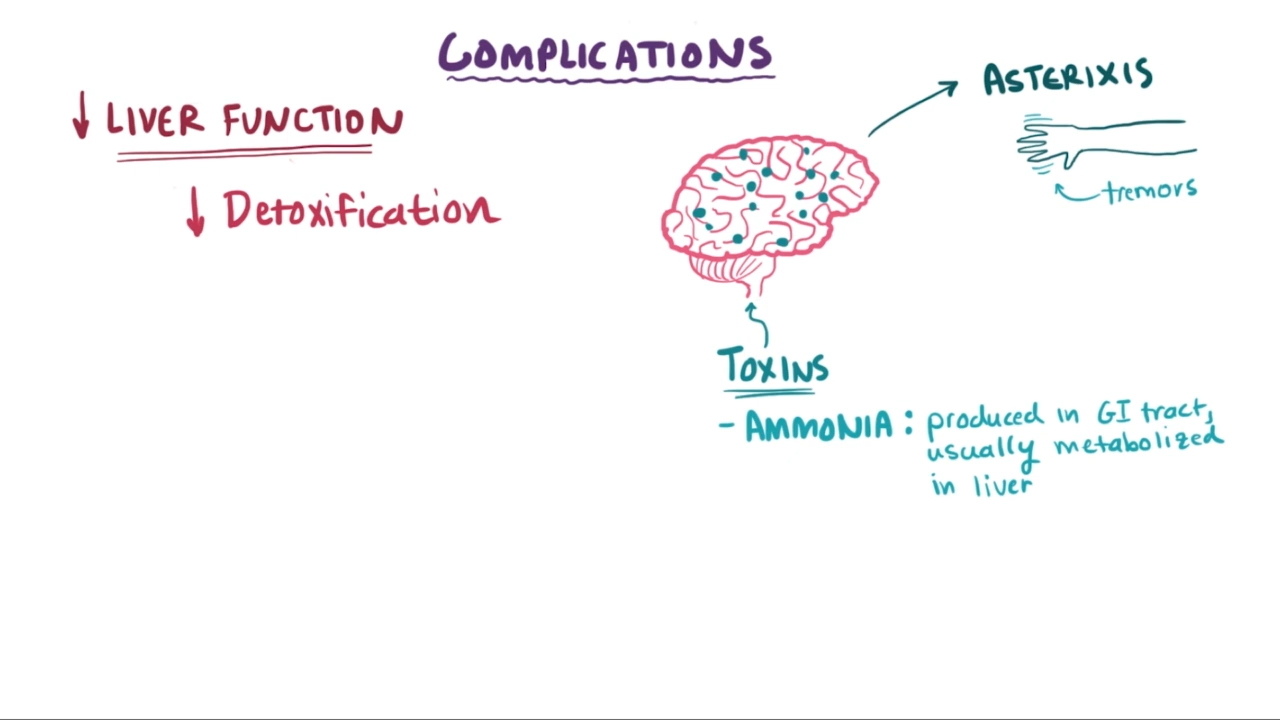 COMPLICATIONS
↓ LIVER FUNCTION
↓ Detoxification
ASTERIXIS
tremors
TOXINS
- AMMONIA: produced in GI tract,
usually metabolized
in liver